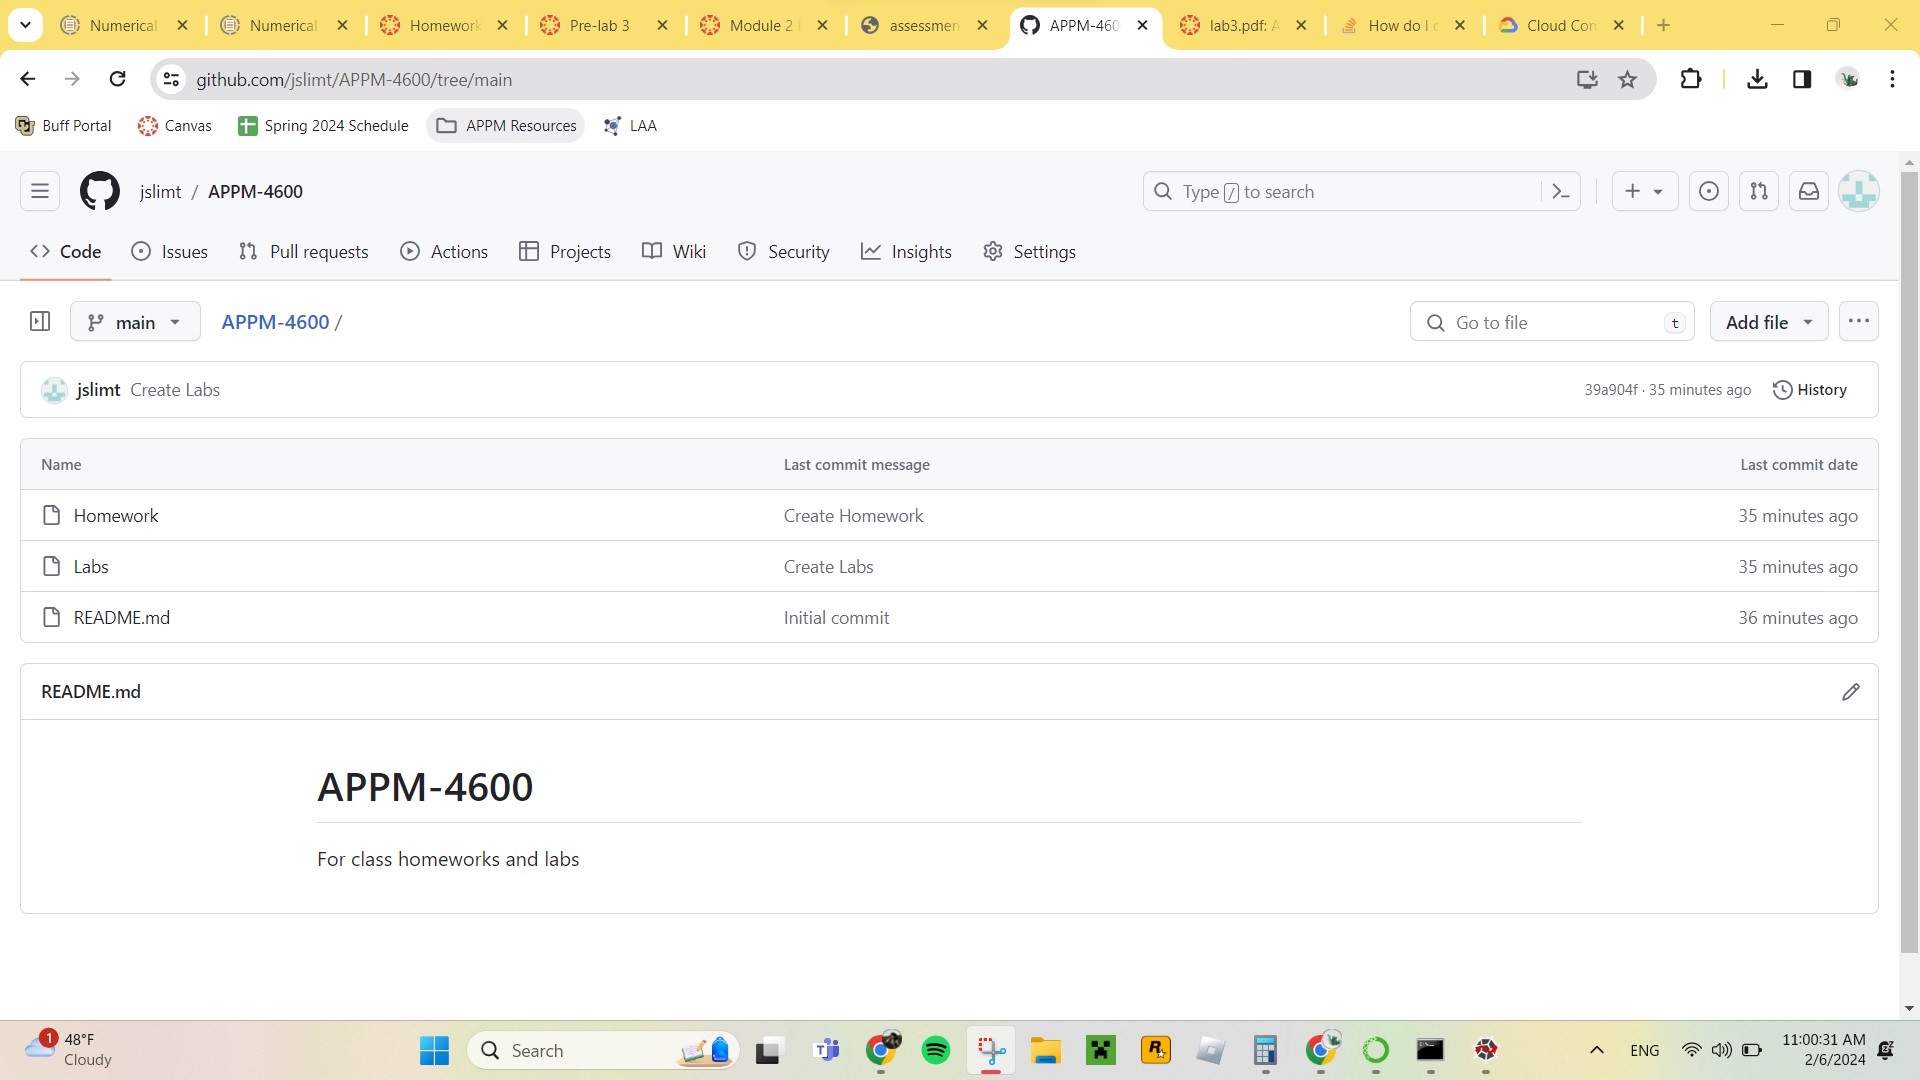 Numerical
Numerical
Homework
Pre-lab 3
Module 2
assessmen
APPM-460
lab3.pdf: A
How do I c
Cloud Con
github.com/jslimt/APPM-4600/tree/main
Buff Portal
Canvas
Spring 2024 Schedule
APPM Resources
LAA
jslimt / APPM-4600
Type / to search
Code
Issues
Pull requests
Actions
Projects
Wiki
Security
Insights
Settings
main
APPM-4600 /
Go to file
t
Add file
jslimt Create Labs
39a904f · 35 minutes ago
History
Name Last commit message Last commit date
Homework Create Homework 35 minutes ago
Labs Create Labs 35 minutes ago
README.md Initial commit 36 minutes ago
README.md
APPM-4600
For class homeworks and labs
1
48°F
Cloudy
Search
ENG
11:00:31 AM
2/6/2024